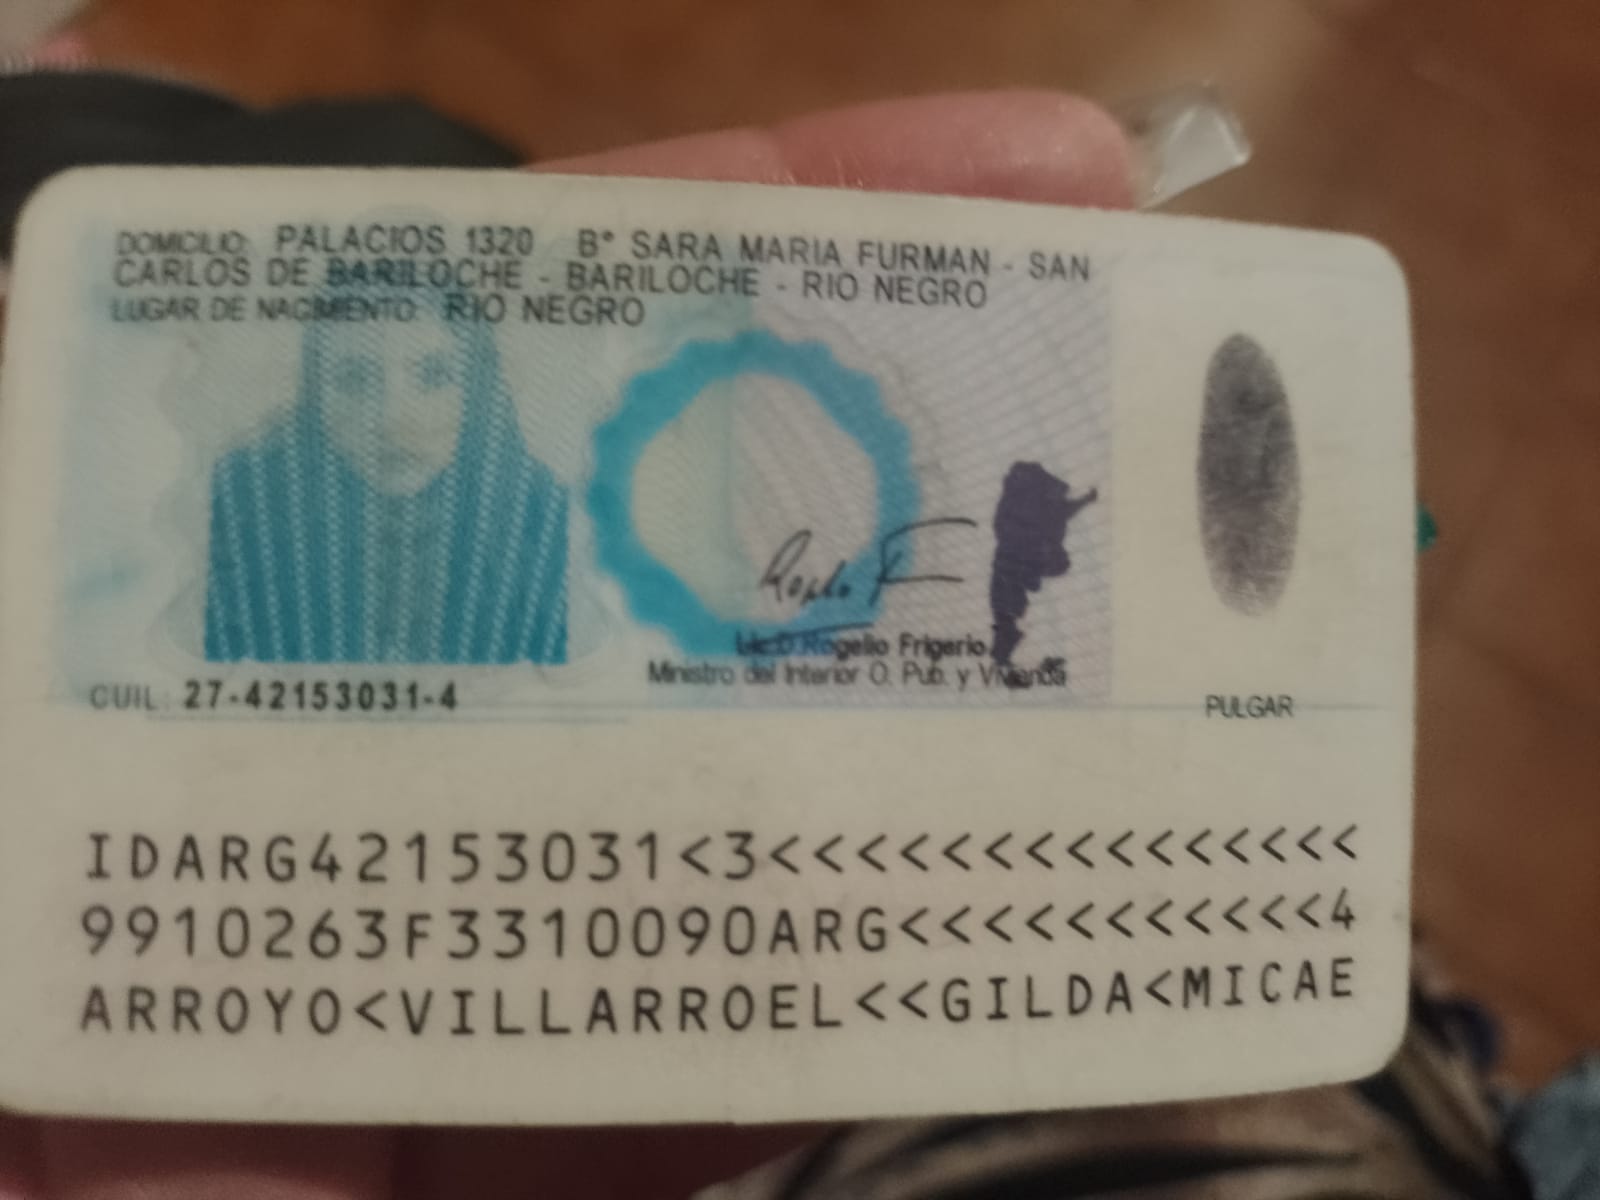 DOMICILIO: PALACIOS 1320 B° SARA MARIA FURMAN - SAN
CARLOS DE BARILOCHE - BARILOCHE - RIO NEGRO
LUGAR DE NACIMIENTO: RIO NEGRO
Lic.D.Rogelio Frigerio
Ministro del Interior O. Pub. y Vivienda
CUIL: 27-42153031-4
PULGAR
IDARG42153031<3<<<<<<<<<<<<<<<
9910263F3310090ARG<<<<<<<<<<<4
ARROYO<VILLARROEL<<GILDA<MICAE